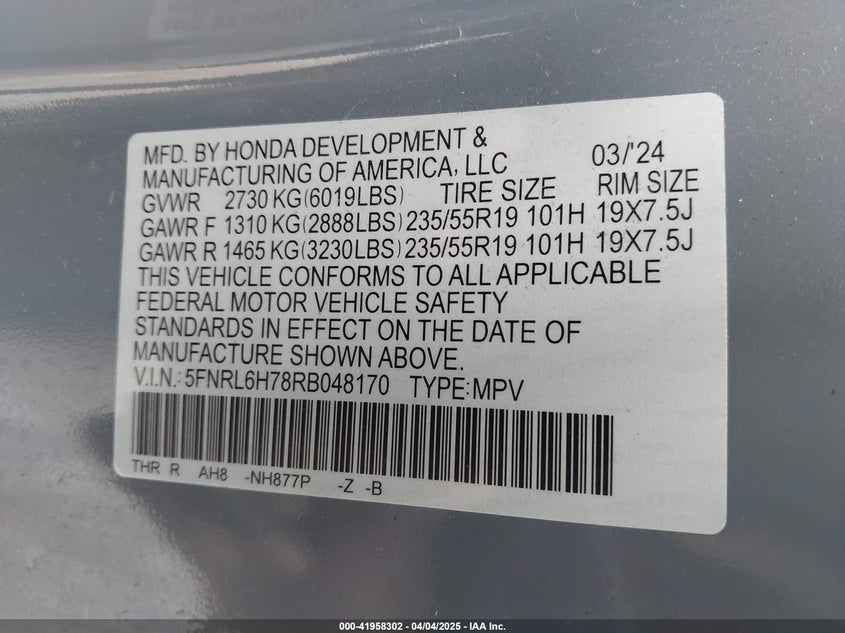 MFD. BY HONDA DEVELOPMENT &
MANUFACTURING OF AMERICA, LLC 03/'24
GVWR 2730 KG(6019LBS) TIRE SIZE RIM SIZE
GAWR F 1310 KG(2888LBS) 235/55R19 101H 19X7.5J
GAWR R 1465 KG(3230LBS) 235/55R19 101H 19X7.5J
THIS VEHICLE CONFORMS TO ALL APPLICABLE
FEDERAL MOTOR VEHICLE SAFETY
STANDARDS IN EFFECT ON THE DATE OF
MANUFACTURE SHOWN ABOVE.
V.I.N.:5FNRL6H78RB048170 TYPE:MPV
THR R AH8 -NH877P -Z -B
000-41958302 - 04/04/2025 - IAA Inc.